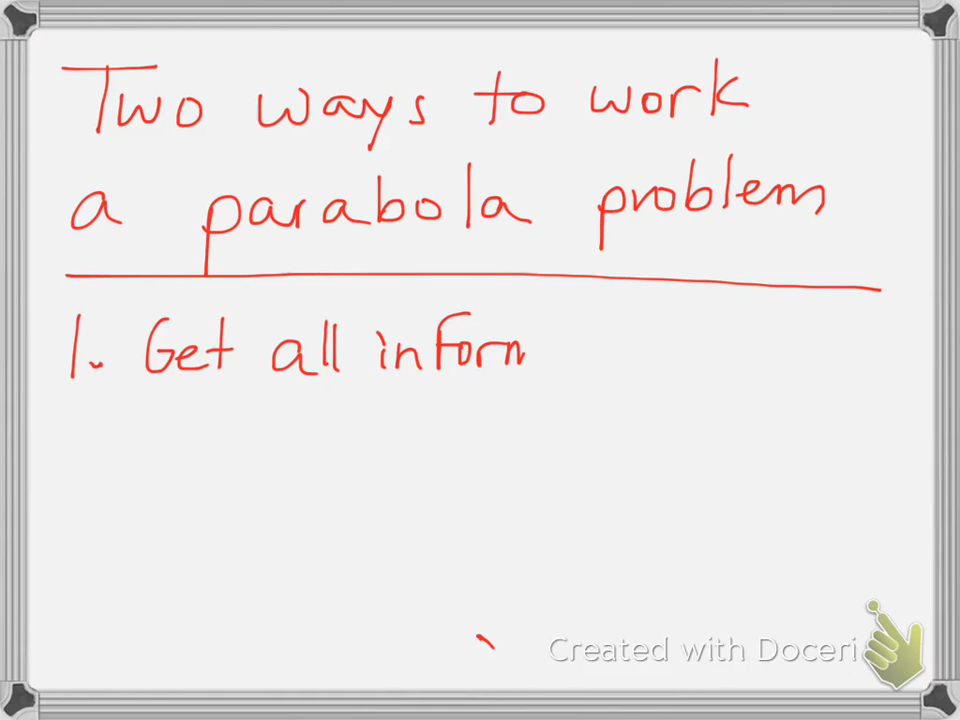 Two ways to work
a parabola problem
1. Get all inform
Created with Doceri